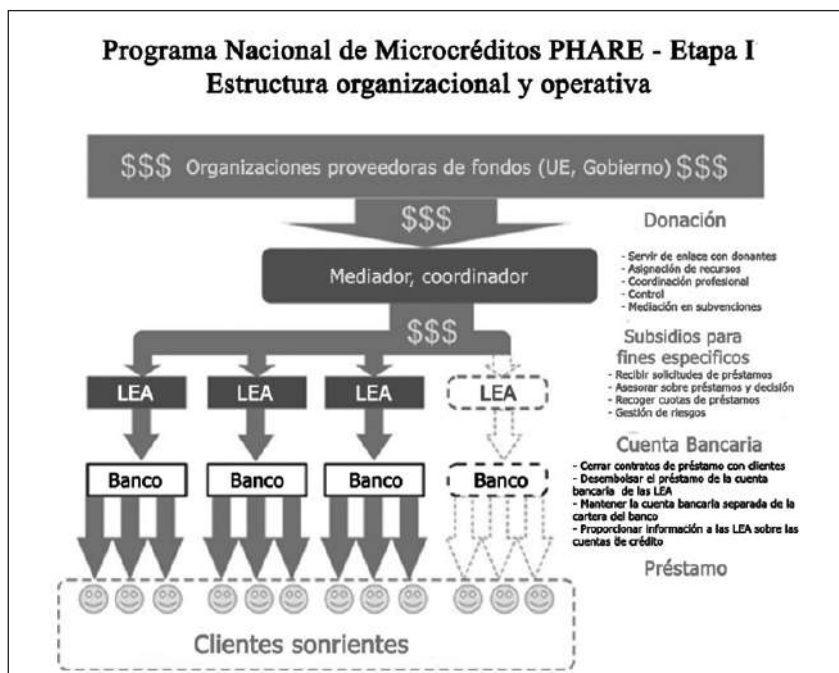 Programa Nacional de Microcréditos PHARE - Etapa I
Estructura organizacional y operativa
$$$ Organizaciones proveedoras de fondos (UE, Gobierno) $$$
$$$
Donación
Mediador, coordinador
- Servir de enlace con donantes
- Asignación de recursos
- Coordinación profesional
- Control
- Mediación en subvenciones
$$$
Subsidios para
fines especificos
LEA
LEA
LEA
LEA
- Recibir solicitudes de préstamos
- Asesorar sobre préstamos y decisión
- Recoger cuotas de préstamos
- Gestión de riesgos
Cuenta Bancaria
Banco
Banco
Banco
Banco
- Cerrar contratos de préstamo con clientes
- Desembolsar el préstamo de la cuenta
bancaria de las LEA
- Mantener la cuenta bancaria separada de la
cartera del banco
- Proporcionar información a las LEA sobre las
cuentas de crédito
Préstamo
Clientes sonrientes